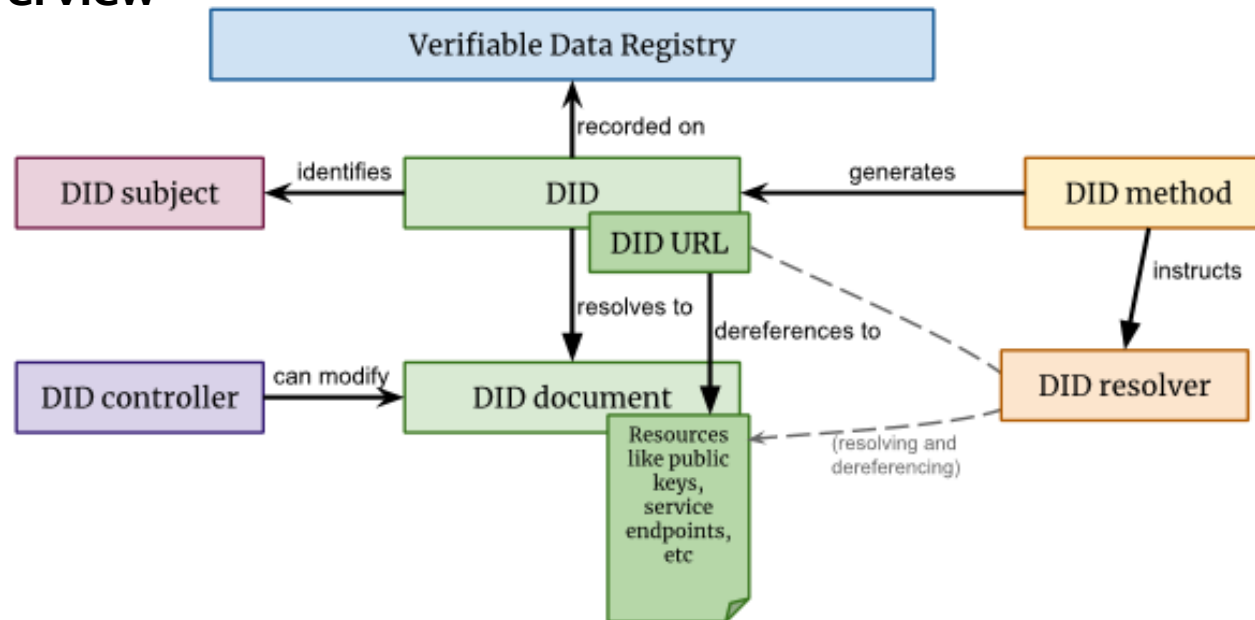 Verifiable Data Registry
recorded on
identifies
generates
DID subject
DID
DID method
DID URL
instructs
resolves to
dereferences to
can modify
DID controller
DID document
DID resolver
Resources
like public
keys,
service
endpoints,
etc
(resolving and
dereferencing)